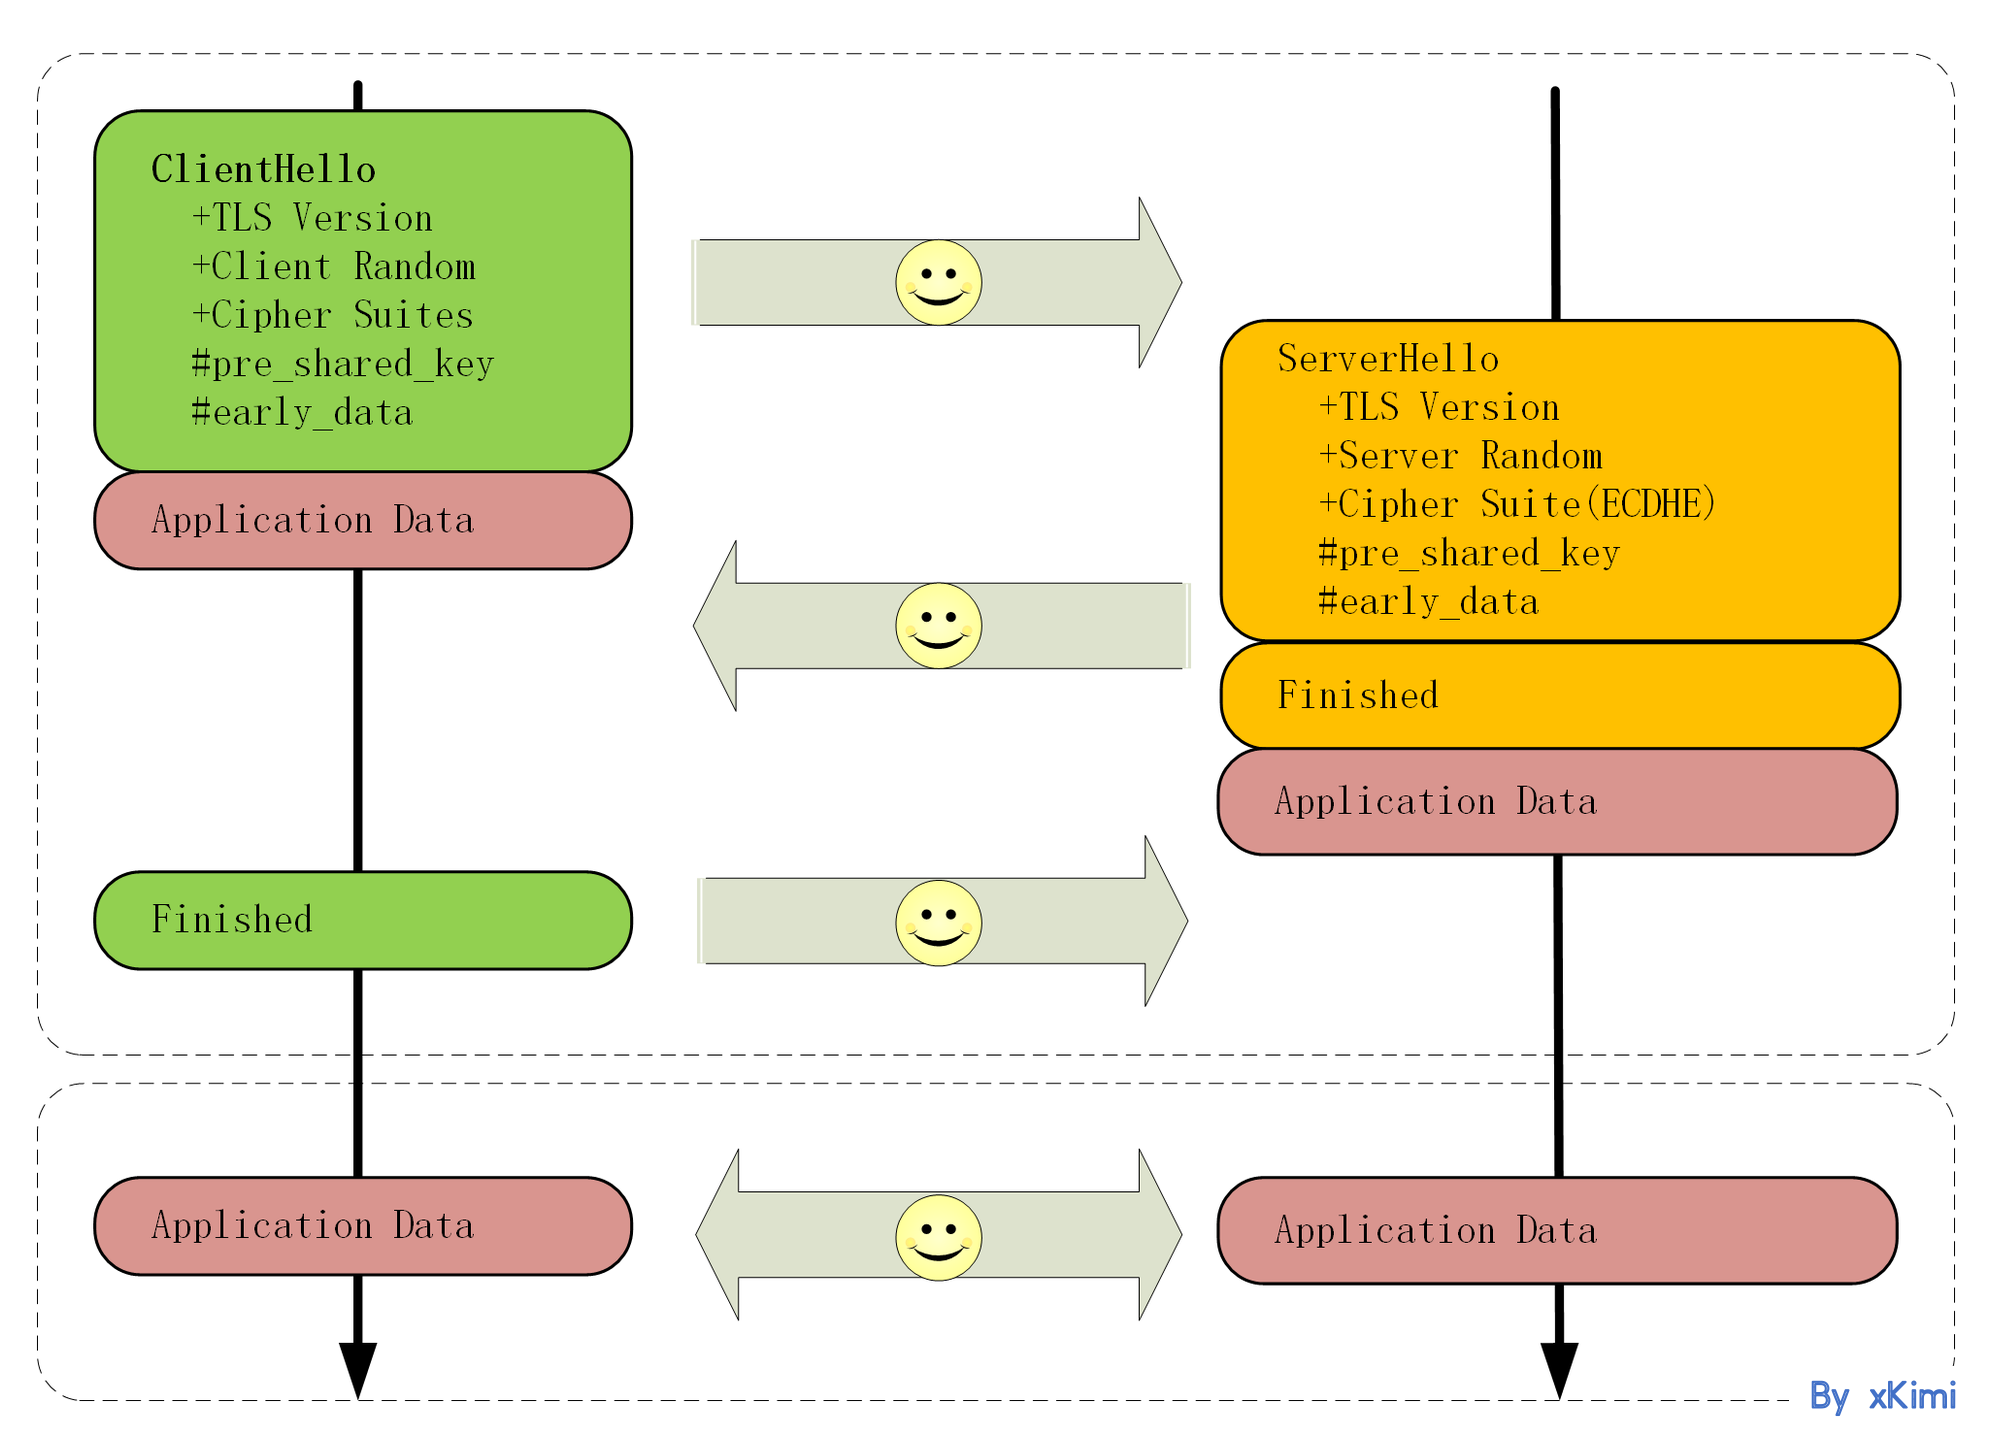 ClientHello
+TLS Version
+Client Random
+Cipher Suites
#pre_shared_key
#early_data
Application Data
ServerHello
+TLS Version
+Server Random
+Cipher Suite(ECDHE)
#pre_shared_key
#early_data
Finished
Application Data
Finished
Application Data
Application Data
By xKimi